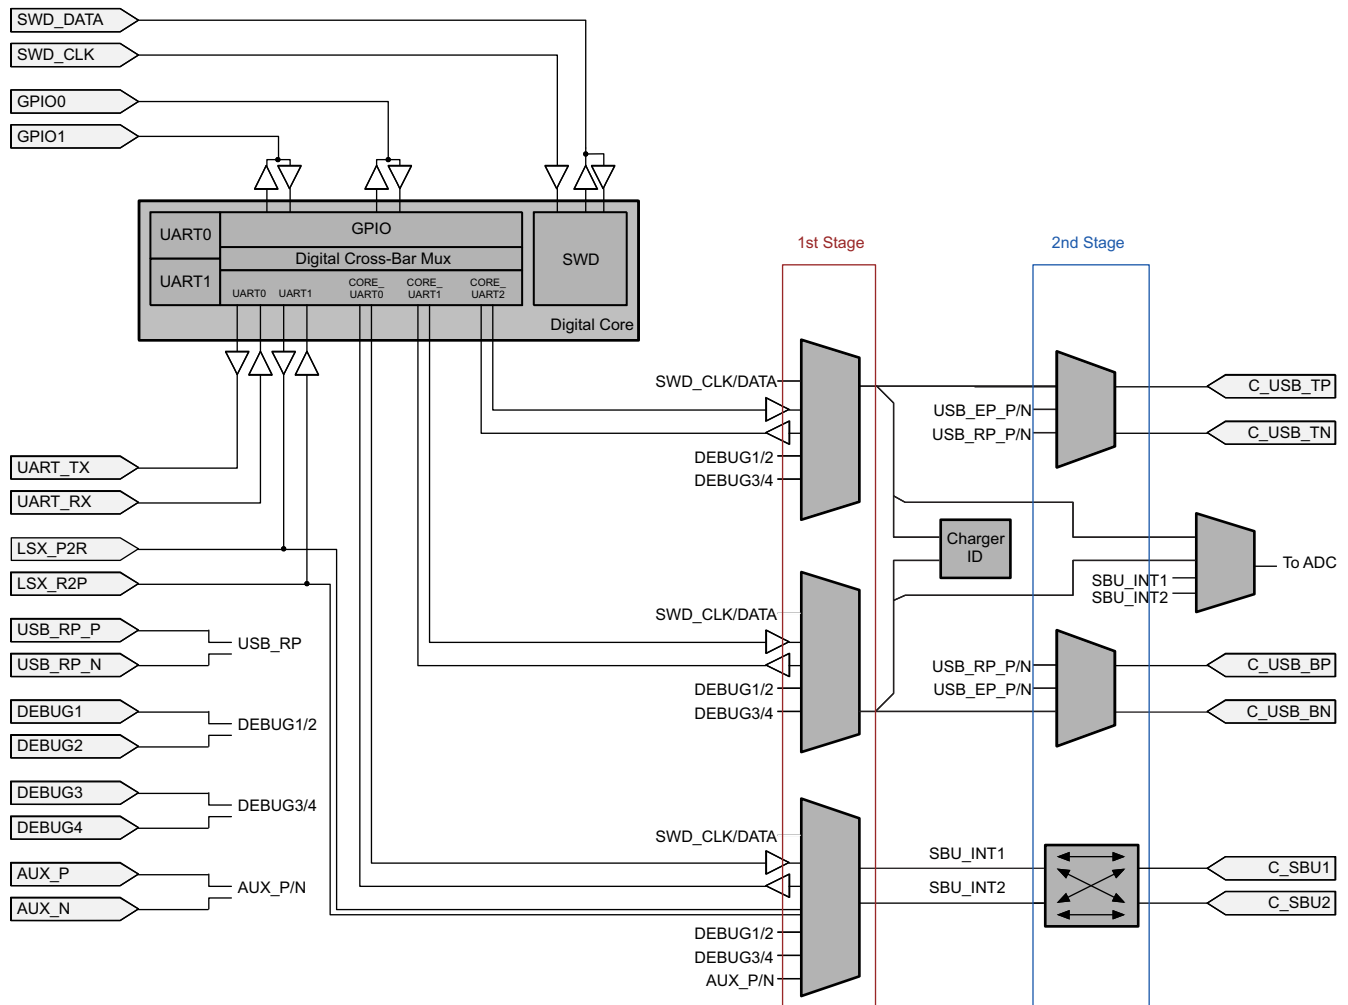 SWD_DATA
SWD_CLK
GPIO0
GPIO1
UART0
GPIO
Digital Cross-Bar Mux
SWD
UART1
UART0
UART1
CORE_
UART0
CORE_
UART1
CORE_
UART2
Digital Core
1st Stage
2nd Stage
SWD_CLK/DATA
DEBUG1/2
DEBUG3/4
USB_EP_P/N
USB_RP_P/N
C_USB_TP
C_USB_TN
UART_TX
UART_RX
LSX_P2R
LSX_R2P
Charger
ID
SBU_INT1
SBU_INT2
To ADC
USB_RP_P
USB_RP_N
USB_RP
SWD_CLK/DATA
DEBUG1/2
DEBUG3/4
USB_RP_P/N
USB_EP_P/N
C_USB_BP
C_USB_BN
DEBUG1
DEBUG2
DEBUG1/2
DEBUG3
DEBUG4
DEBUG3/4
AUX_P
AUX_N
AUX_P/N
SWD_CLK/DATA
DEBUG1/2
DEBUG3/4
AUX_P/N
SBU_INT1
SBU_INT2
C_SBU1
C_SBU2